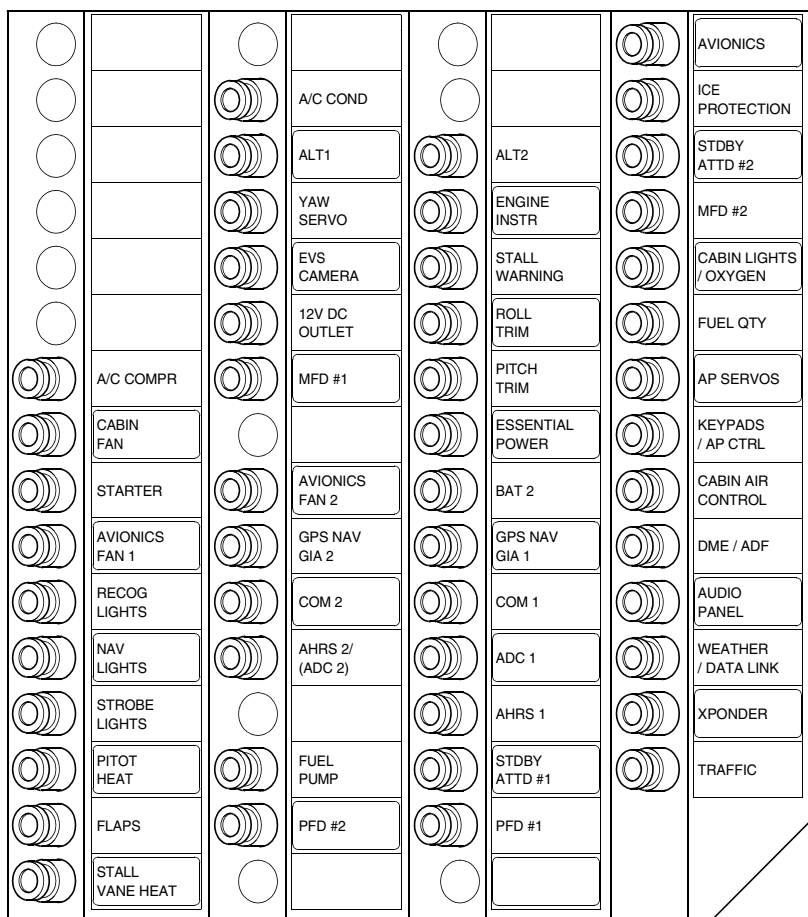 A/C COMPR
CABIN
FAN
STARTER
AVIONICS
FAN 1
RECOG
LIGHTS
NAV
LIGHTS
STROBE
LIGHTS
PITOT
HEAT
FLAPS
STALL
VANE HEAT
A/C COND
ALT1
YAW
SERVO
EVS
CAMERA
12V DC
OUTLET
MFD #1
AVIONICS
FAN 2
GPS NAV
GIA 2
COM 2
AHRS 2/
(ADC 2)
FUEL
PUMP
PFD #2
ALT2
ENGINE
INSTR
STALL
WARNING
ROLL
TRIM
PITCH
TRIM
ESSENTIAL
POWER
BAT 2
GPS NAV
GIA 1
COM 1
ADC 1
AHRS 1
STDBY
ATTD #1
PFD #1
AVIONICS
ICE
PROTECTION
STDBY
ATTD #2
MFD #2
CABIN LIGHTS
/ OXYGEN
FUEL QTY
AP SERVOS
KEYPADS
/ AP CTRL
CABIN AIR
CONTROL
DME / ADF
AUDIO
PANEL
WEATHER
/ DATA LINK
XPONDER
TRAFFIC